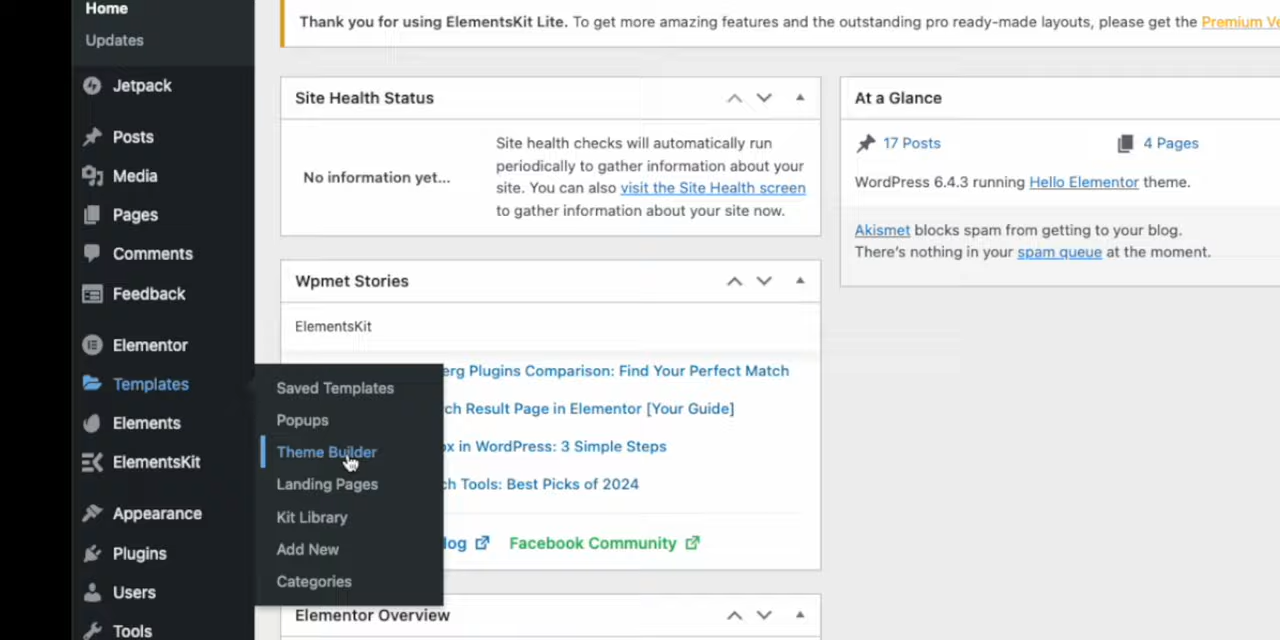 Home
Updates
Jetpack
Posts
Media
Pages
Comments
Feedback
Elementor
Templates
Elements
ElementsKit
Appearance
Plugins
Users
Tools
Saved Templates
Popups
Theme Builder
Landing Pages
Kit Library
Add New
Categories
Thank you for using ElementsKit Lite. To get more amazing features and the outstanding pro ready-made layouts, please get the Premium
Site Health Status
No information yet...
Site health checks will automatically run
periodically to gather information about your
site. You can also visit the Site Health screen
to gather information about your site now.
Wpmet Stories
ElementsKit
Plugins Comparison: Find Your Perfect Match
Result Page in Elementor [Your Guide]
in WordPress: 3 Simple Steps
Tools: Best Picks of 2024
Facebook Community
Elementor Overview
At a Glance
17 Posts
4 Pages
WordPress 6.4.3 running Hello Elementor theme.
Akismet blocks spam from getting to your blog.
There's nothing in your spam queue at the moment.